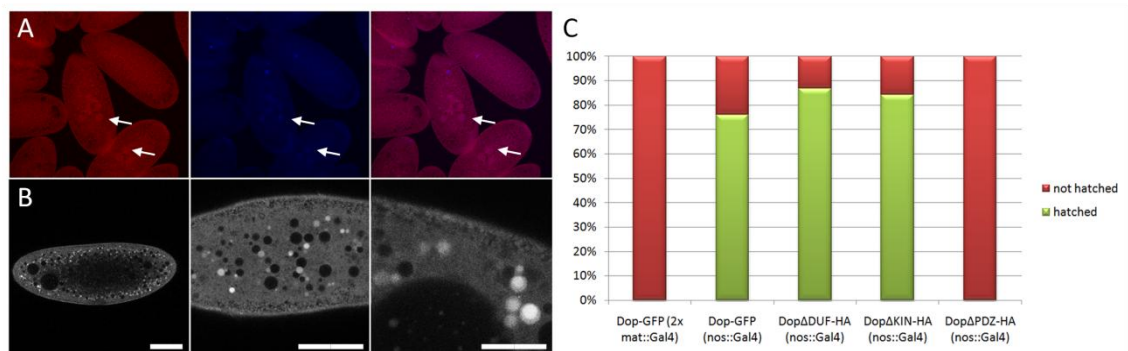 A
B
C
100%
90%
80%
70%
60%
50%
40%
30%
20%
10%
0%
Dop-GFP (2x mat::Gal4)
Dop-GFP (nos::Gal4)
DopΔDUF-HA (nos::Gal4)
DopΔKIN-HA (nos::Gal4)
DopΔPDZ-HA (nos::Gal4)
not hatched
hatched